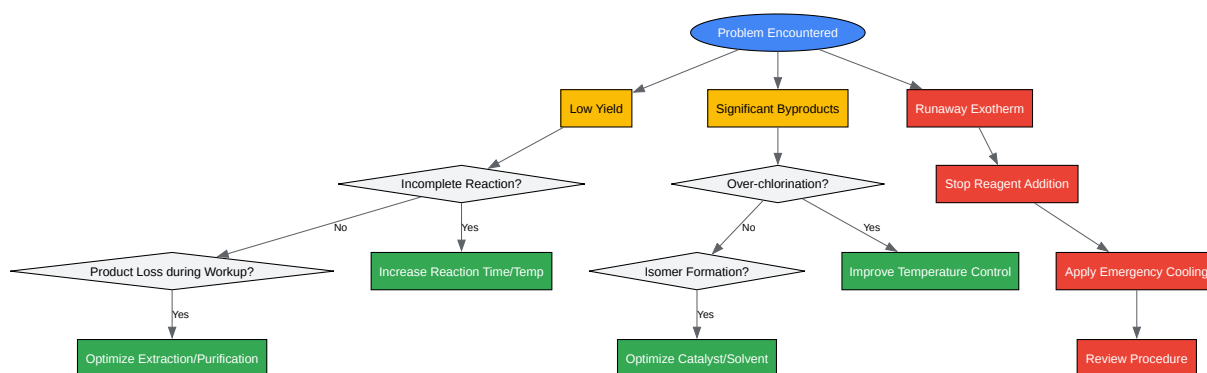 Problem Encountered
Low Yield
Significant Byproducts
Runaway Exotherm
Incomplete Reaction?
Over-chlorination?
Stop Reagent Addition
No
Yes
No
Yes
Product Loss during Workup?
Increase Reaction Time/Temp
Isomer Formation?
Improve Temperature Control
Apply Emergency Cooling
Yes
Yes
Optimize Extraction/Purification
Optimize Catalyst/Solvent
Review Procedure